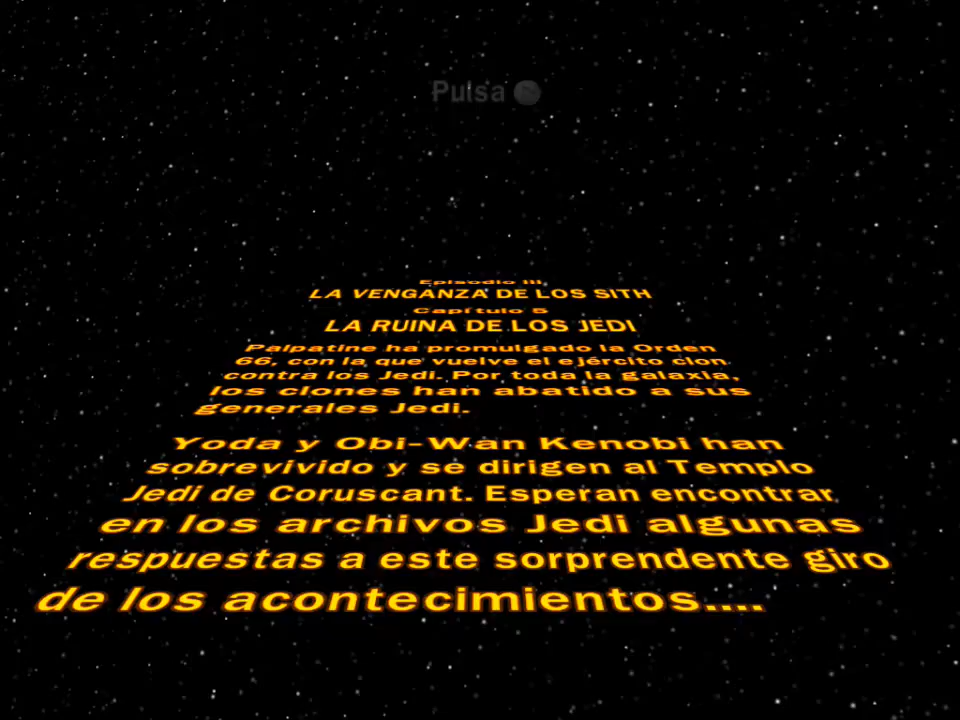 Pulsa
Episodio III
LA VENGANZA DE LOS SITH
Capítulo 5
LA RUINA DE LOS JEDI
Palpatine ha promulgado la Orden
66, con la que vuelve el ejército clon
contra los Jedi. Por toda la galaxia,
los clones han abatido a sus
generales Jedi.
Yoda y Obi-Wan Kenobi han
sobrevivido y se dirigen al Templo
Jedi de Coruscant. Esperan encontrar
en los archivos Jedi algunas
respuestas a este sorprendente giro
de los acontecimientos....